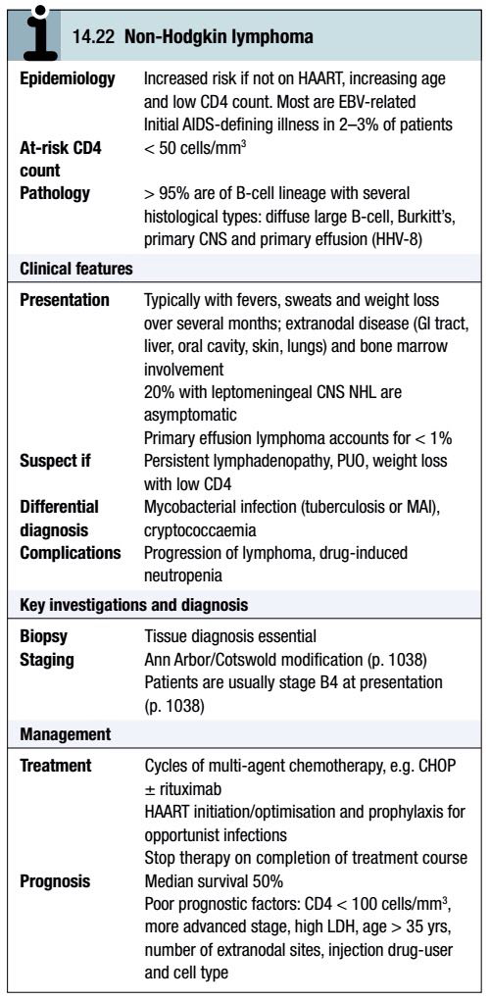 i 14.22 Non-Hodgkin lymphoma
Epidemiology Increased risk if not on HAART, increasing age
and low CD4 count. Most are EBV-related
Initial AIDS-defining illness in 2–3% of patients
At-risk CD4 < 50 cells/mm³
count
Pathology > 95% are of B-cell lineage with several
histological types: diffuse large B-cell, Burkitt’s,
primary CNS and primary effusion (HHV-8)
Clinical features
Presentation Typically with fevers, sweats and weight loss
over several months; extranodal disease (GI tract,
liver, oral cavity, skin, lungs) and bone marrow
involvement
20% with leptomeningeal CNS NHL are
asymptomatic
Primary effusion lymphoma accounts for < 1%
Suspect if Persistent lymphadenopathy, PUO, weight loss
with low CD4
Differential Mycobacterial infection (tuberculosis or MAI),
diagnosis cryptococcaemia
Complications Progression of lymphoma, drug-induced
neutropenia
Key investigations and diagnosis
Biopsy Tissue diagnosis essential
Staging Ann Arbor/Cotswold modification (p. 1038)
Patients are usually stage B4 at presentation
(p. 1038)
Management
Treatment Cycles of multi-agent chemotherapy, e.g. CHOP
± rituximab
HAART initiation/optimisation and prophylaxis for
opportunist infections
Stop therapy on completion of treatment course
Prognosis Median survival 50%
Poor prognostic factors: CD4 < 100 cells/mm³,
more advanced stage, high LDH, age > 35 yrs,
number of extranodal sites, injection drug-user
and cell type